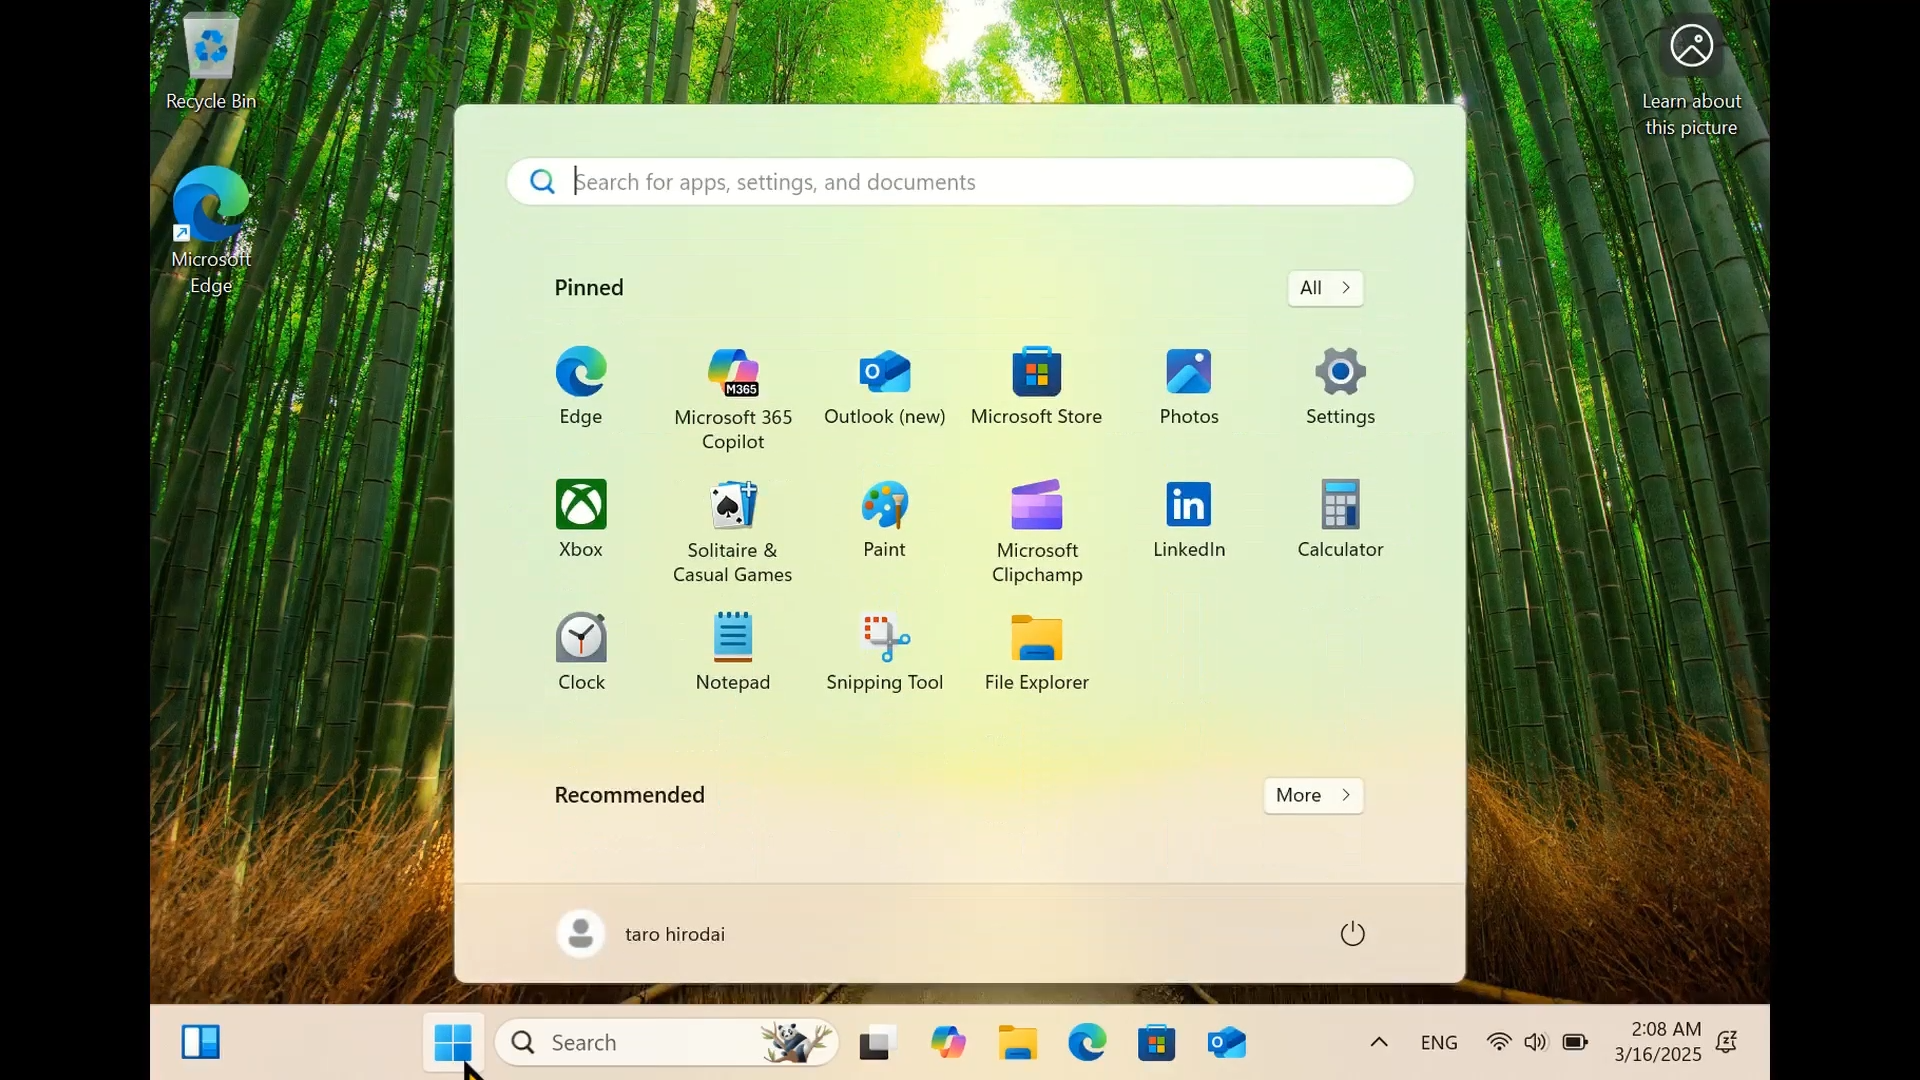 Recycle Bin
Learn about
this picture
Microsoft
Edge
Search for apps, settings, and documents
Pinned
All
Edge
Microsoft 365
Copilot
M365
Outlook (new)
Microsoft Store
Photos
Settings
Xbox
Solitaire &
Casual Games
Paint
Microsoft
Clipchamp
LinkedIn
in
Calculator
Clock
Notepad
Snipping Tool
File Explorer
Recommended
More
taro hirodai
Search
ENG
2:08 AM
3/16/2025